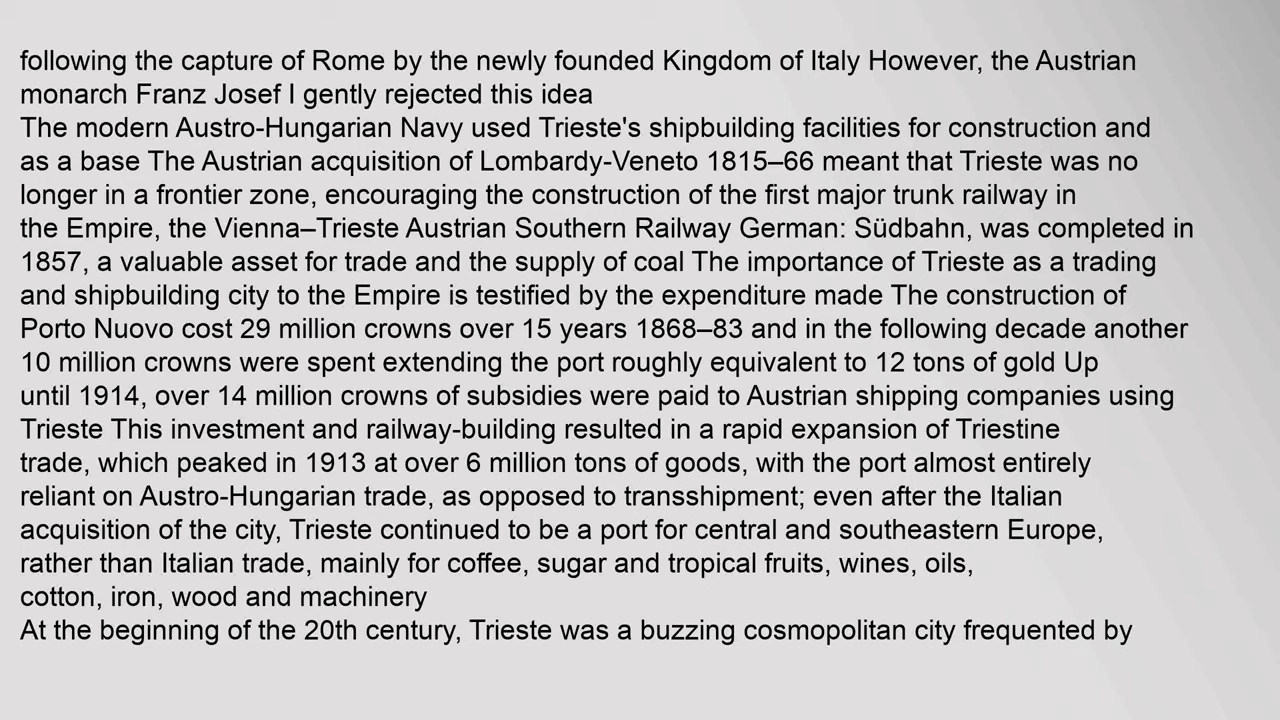 following the capture of Rome by the newly founded Kingdom of Italy However, the Austrian
monarch Franz Josef I gently rejected this idea
The modern Austro-Hungarian Navy used Trieste's shipbuilding facilities for construction and
as a base The Austrian acquisition of Lombardy-Veneto 1815–66 meant that Trieste was no
longer in a frontier zone, encouraging the construction of the first major trunk railway in
the Empire, the Vienna–Trieste Austrian Southern Railway German: Südbahn, was completed in
1857, a valuable asset for trade and the supply of coal The importance of Trieste as a trading
and shipbuilding city to the Empire is testified by the expenditure made The construction of
Porto Nuovo cost 29 million crowns over 15 years 1868–83 and in the following decade another
10 million crowns were spent extending the port roughly equivalent to 12 tons of gold Up
until 1914, over 14 million crowns of subsidies were paid to Austrian shipping companies using
Trieste This investment and railway-building resulted in a rapid expansion of Triestine
trade, which peaked in 1913 at over 6 million tons of goods, with the port almost entirely
reliant on Austro-Hungarian trade, as opposed to transshipment; even after the Italian
acquisition of the city, Trieste continued to be a port for central and southeastern Europe,
rather than Italian trade, mainly for coffee, sugar and tropical fruits, wines, oils,
cotton, iron, wood and machinery
At the beginning of the 20th century, Trieste was a buzzing cosmopolitan city frequented by